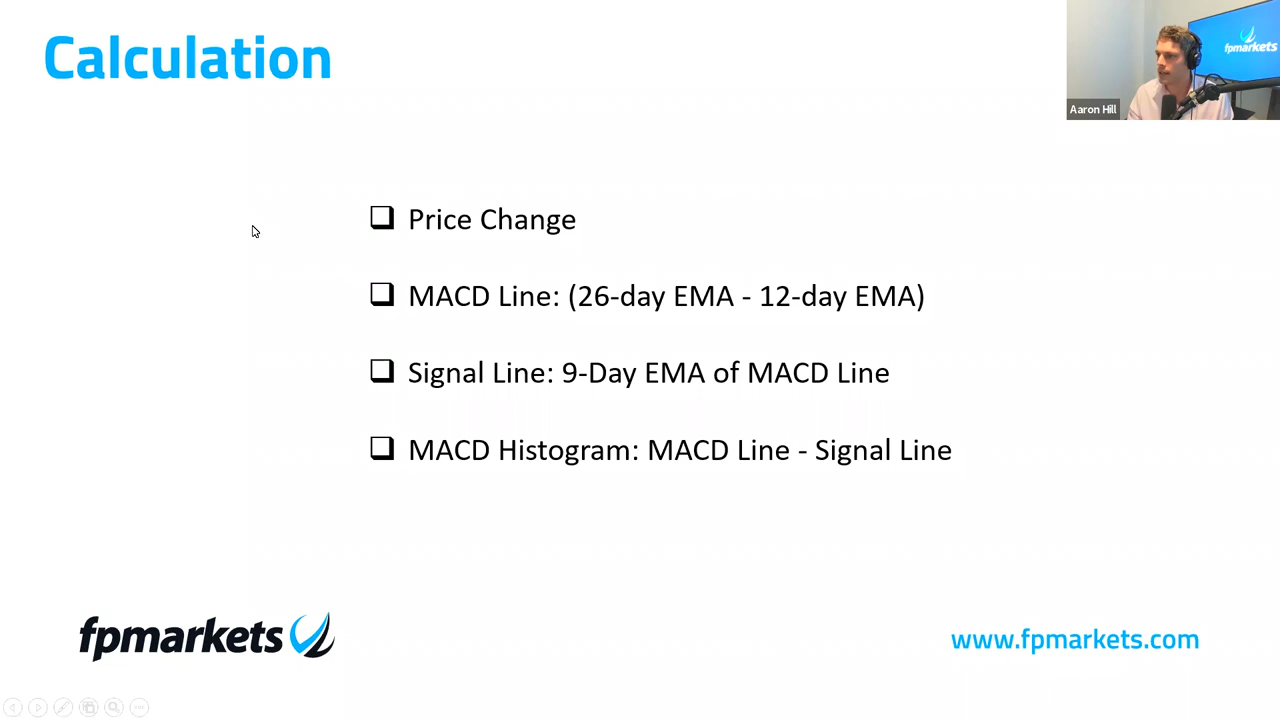 Calculation
fpmarkets
Aaron Hill
Price Change
MACD Line: (26-day EMA - 12-day EMA)
Signal Line: 9-Day EMA of MACD Line
MACD Histogram: MACD Line - Signal Line
fpmarkets
www.fpmarkets.com